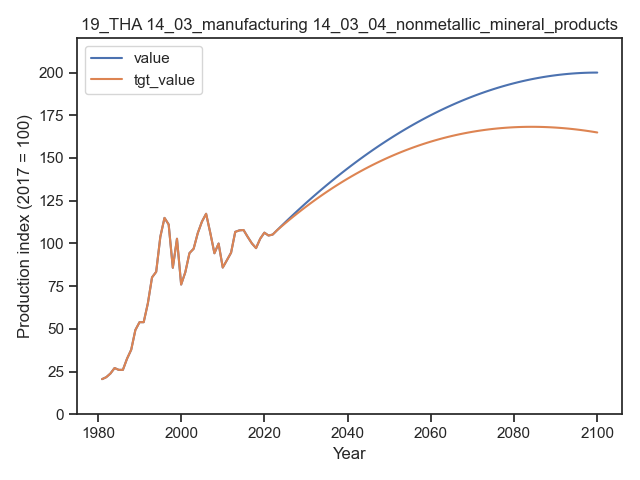 19_THA 14_03_manufacturing 14_03_04_nonmetallic_mineral_products
value
tgt_value
Production index (2017 = 100)
200
175
150
125
100
75
50
25
0
1980 2000 2020 2040 2060 2080 2100
Year